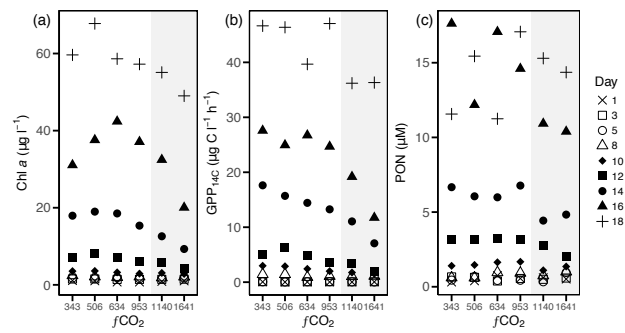 (a)
Chl a (µg l⁻¹)
60
40
20
0
343 506 634 953 1140 1641
fCO₂
(b)
GPP₁₄C (µg C l⁻¹ h⁻¹)
40
30
20
10
0
343 506 634 953 1140 1641
fCO₂
(c)
PON (µM)
15
10
5
0
343 506 634 953 1140 1641
fCO₂
Day
1
3
5
8
10
12
14
16
18